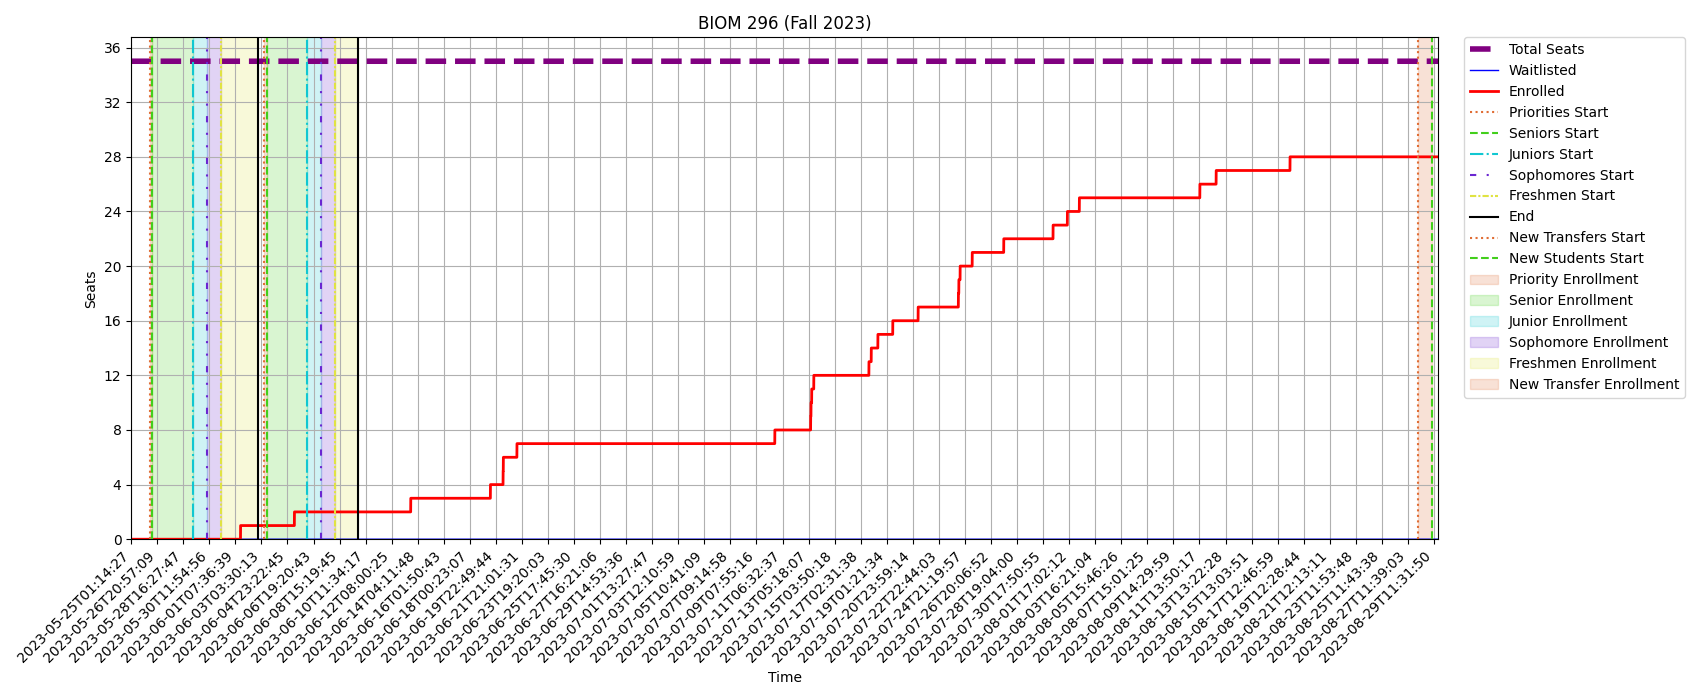 BIOM 296 (Fall 2023)
36
32
28
24
20
16
12
8
4
0
Seats
2023-05-25T01:14:27
2023-05-26T20:57:09
2023-05-28T16:27:47
2023-05-30T11:54:56
2023-06-01T07:36:39
2023-06-03T03:30:13
2023-06-04T23:22:45
2023-06-06T19:20:43
2023-06-08T15:19:45
2023-06-10T11:34:17
2023-06-12T08:00:25
2023-06-14T04:11:48
2023-06-16T01:50:43
2023-06-18T00:23:07
2023-06-19T22:49:44
2023-06-21T21:01:31
2023-06-23T19:20:03
2023-06-25T17:45:30
2023-06-27T16:21:06
2023-06-29T14:53:36
2023-07-01T13:27:47
2023-07-03T12:10:59
2023-07-05T10:41:09
2023-07-07T09:14:58
2023-07-09T07:55:16
2023-07-11T06:32:37
2023-07-13T05:18:07
2023-07-15T03:50:18
2023-07-17T02:31:38
2023-07-19T01:21:34
2023-07-20T23:59:14
2023-07-22T22:44:03
2023-07-24T21:19:57
2023-07-26T20:06:52
2023-07-28T19:04:00
2023-07-30T17:50:55
2023-08-01T17:02:12
2023-08-03T16:21:04
2023-08-05T15:46:26
2023-08-07T15:01:25
2023-08-09T14:29:59
2023-08-11T13:50:17
2023-08-13T13:22:28
2023-08-15T13:03:51
2023-08-17T12:46:59
2023-08-19T12:28:44
2023-08-21T12:13:11
2023-08-23T11:53:48
2023-08-25T11:43:38
2023-08-27T11:39:03
2023-08-29T11:31:50
Time
Total Seats
Waitlisted
Enrolled
Priorities Start
Seniors Start
Juniors Start
Sophomores Start
Freshmen Start
End
New Transfers Start
New Students Start
Priority Enrollment
Senior Enrollment
Junior Enrollment
Sophomore Enrollment
Freshmen Enrollment
New Transfer Enrollment